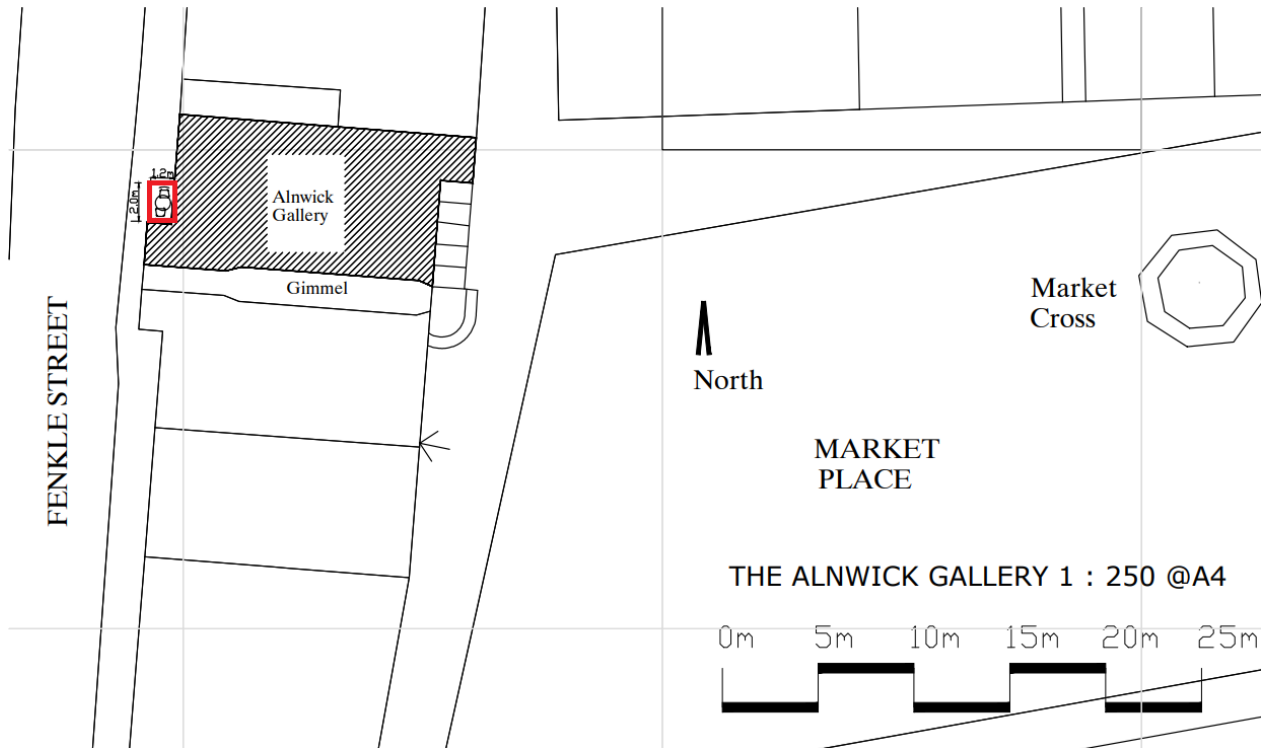 1.2m
2.0m
Alnwick
Gallery
Gimmel
FENKLE STREET
Market
Cross
North
MARKET
PLACE
THE ALNWICK GALLERY 1 : 250 @A4
0m 5m 10m 15m 20m 25m